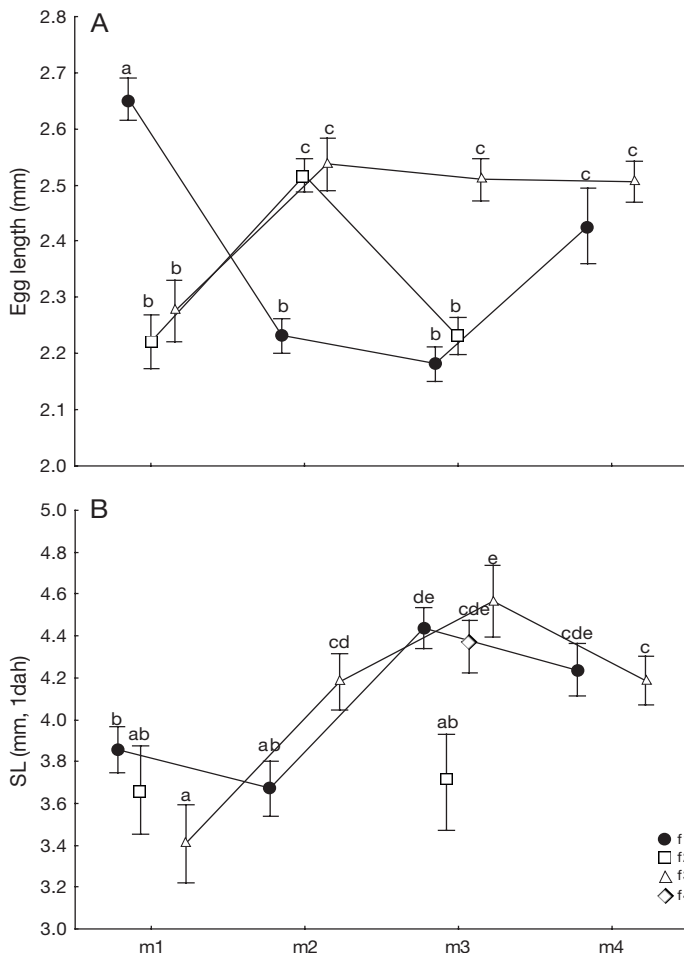 A
Egg length (mm)
2.8
2.7
2.6
2.5
2.4
2.3
2.2
2.1
2.0
a
b
b
b
c
c
b
b
c
c
c
B
SL (mm, 1dah)
5.0
4.8
4.6
4.4
4.2
4.0
3.8
3.6
3.4
3.2
3.0
b
ab
a
ab
cd
de
ab
cde
e
cde
c
m1
m2
m3
m4